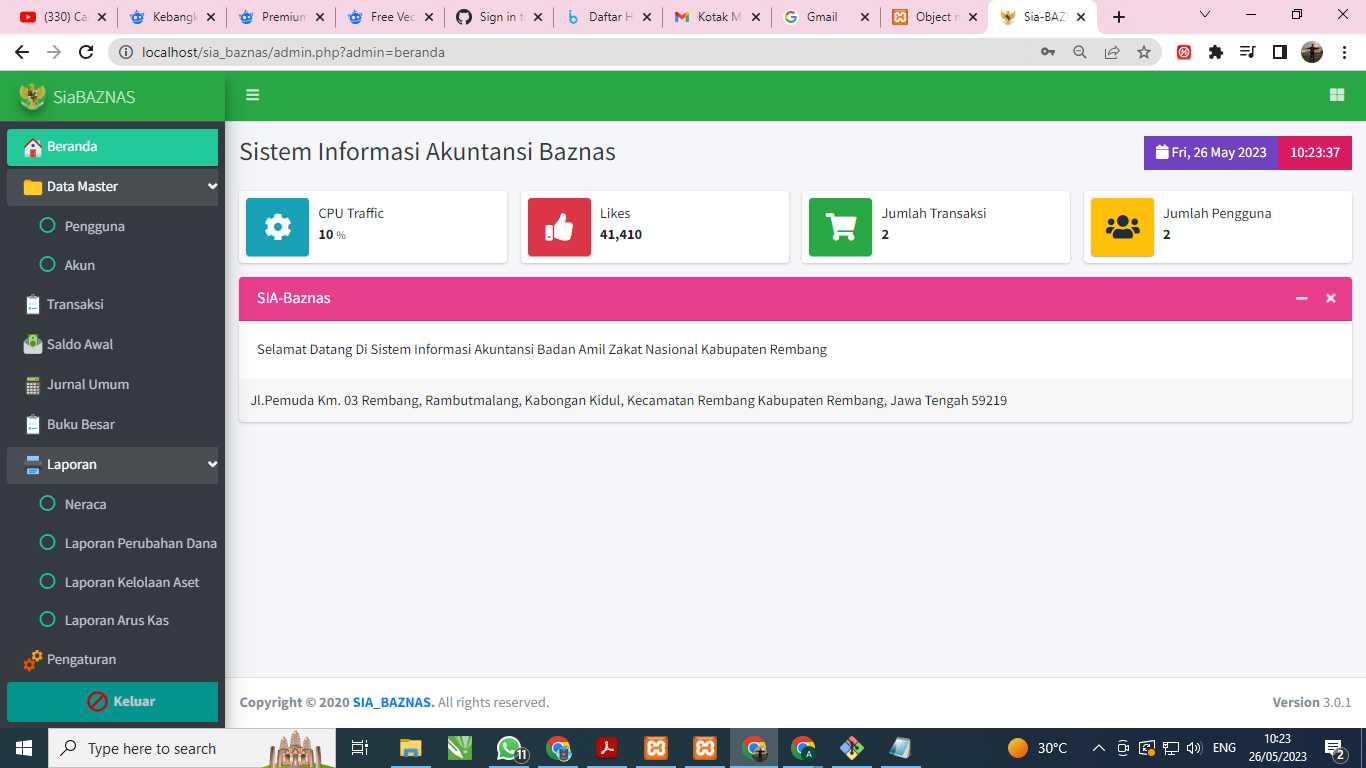 (330) Ca
Kebangk
Premium
Free Vec
Sign in t
Daftar H
Kotak M
Gmail
Object n
Sia-BAZ
localhost/sia_baznas/admin.php?admin=beranda
SiaBAZNAS
Beranda
Data Master
Pengguna
Akun
Transaksi
Saldo Awal
Jurnal Umum
Buku Besar
Laporan
Neraca
Laporan Perubahan Dana
Laporan Kelolaan Aset
Laporan Arus Kas
Pengaturan
Keluar
Sistem Informasi Akuntansi Baznas
Fri, 26 May 2023 10:23:37
CPU Traffic
10 %
Likes
41,410
Jumlah Transaksi
2
Jumlah Pengguna
2
SIA-Baznas
Selamat Datang Di Sistem Informasi Akuntansi Badan Amil Zakat Nasional Kabupaten Rembang
Jl.Pemuda Km. 03 Rembang, Rambutmalang, Kabongan Kidul, Kecamatan Rembang Kabupaten Rembang, Jawa Tengah 59219
Copyright © 2020 SIA_BAZNAS. All rights reserved.
Version 3.0.1
Type here to search
11
A
30°C
ENG
10:23
26/05/2023
2